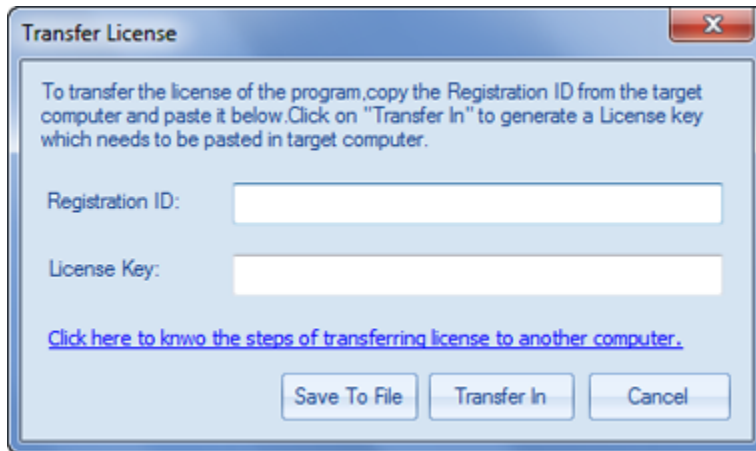 Transfer License
To transfer the license of the program,copy the Registration ID from the target
computer and paste it below.Click on "Transfer In" to generate a License key
which needs to be pasted in target computer.
Registration ID:
License Key:
Click here to knwo the steps of transferring license to another computer.
Save To File Transfer In Cancel